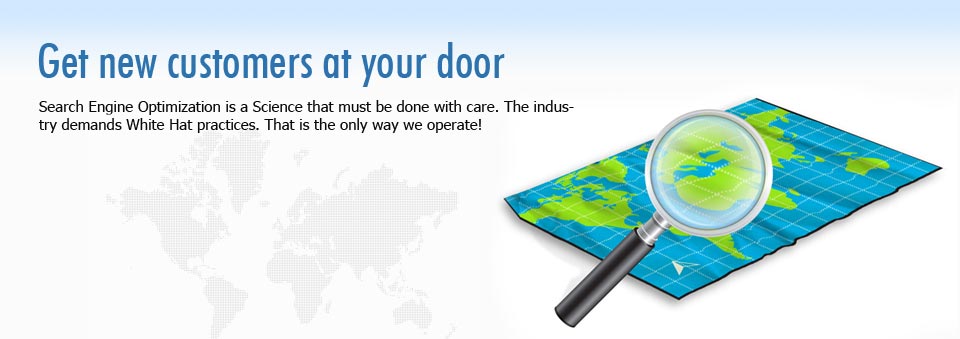 Get new customers at your door
Search Engine Optimization is a Science that must be done with care. The indus-
try demands White Hat practices. That is the only way we operate!